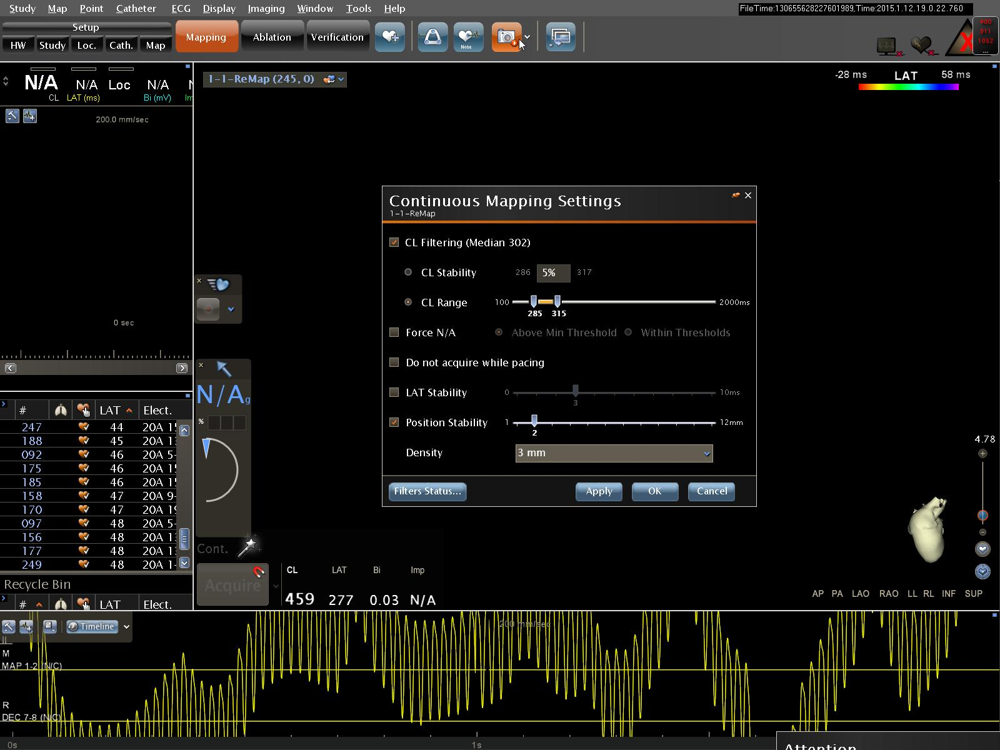 Study Map Point Catheter ECG Display Imaging Window Tools Help
FileTime:130655628227601989,Time:2015.1.12.19.0.22.760
Setup
HW Study Loc. Cath. Map
Mapping Ablation Verification
None
400
911
1052
...
N/A N/A Loc N/A
CL LAT (ms) Bi (mV) Im
200.0 mm/sec
0 sec
1-1-ReMap (245, 0)
-28 ms LAT 58 ms
Continuous Mapping Settings
1-1-ReMap
CL Filtering (Median 302)
CL Stability 286 5% 317
CL Range 100 2000ms
285 315
Force N/A Above Min Threshold Within Thresholds
Do not acquire while pacing
LAT Stability 0 10ms
3
Position Stability 1 12mm
2
Density 3 mm
Filters Status... Apply OK Cancel
x
x
N/A g
%
Cont.
Acquire
CL LAT Bi Imp
459 277 0.03 N/A
# LAT Elect.
247 44 20A
188 45 20A
092 46 20A 5-
175 46 20A
185 46 20A
158 47 20A 9-
170 47 20A
097 48 20A 5-
156 48 20A
177 48 20A
249 48 20A 1-
Recycle Bin
# LAT Elect.
4.78
AP PA LAO RAO LL RL INF SUP
Timeline
200 mm/sec
II
M
MAP 1-2 (N/C)
R
DEC 7-8 (N/C)
0s 1s
Attention